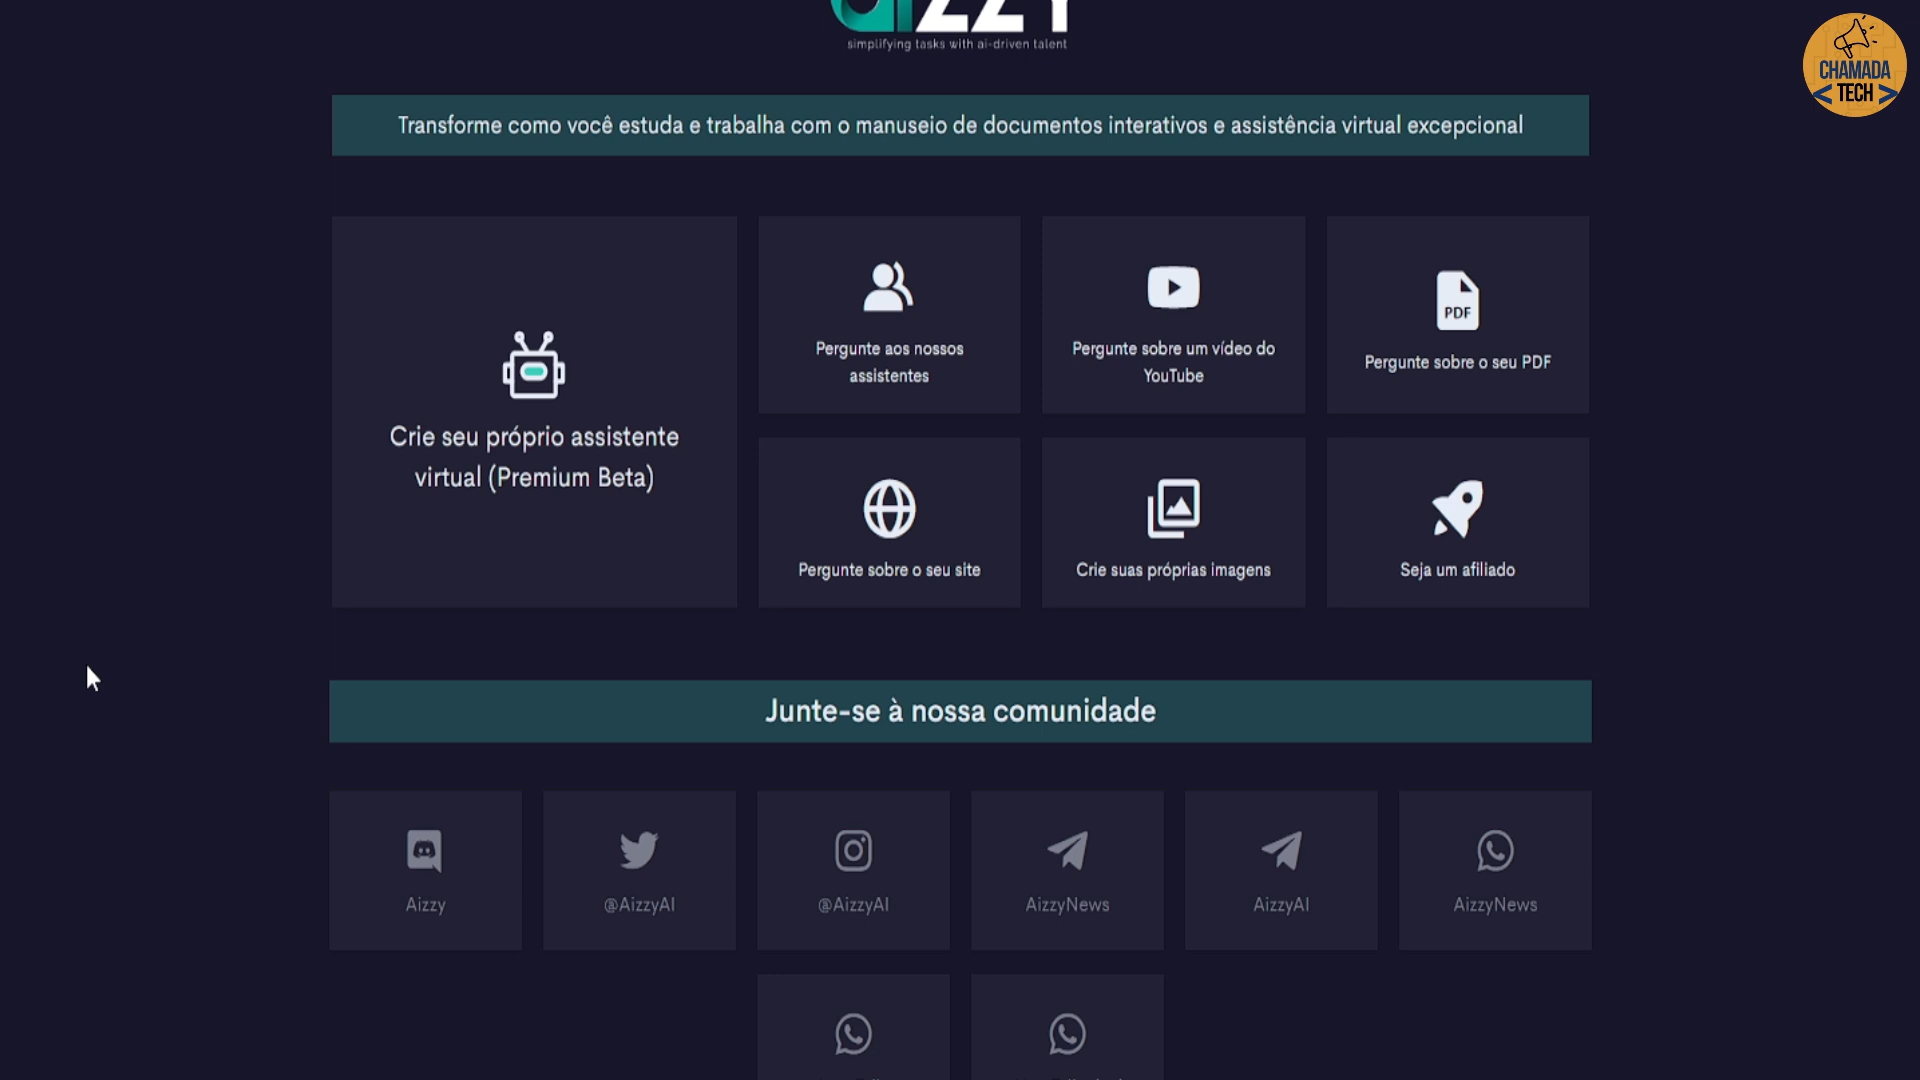 aizzy
simplifying tasks with ai-driven talent
CHAMADA
< TECH >
Transforme como você estuda e trabalha com o manuseio de documentos interativos e assistência virtual excepcional
Crie seu próprio assistente
virtual (Premium Beta)
Pergunte aos nossos
assistentes
Pergunte sobre um vídeo do
YouTube
PDF
Pergunte sobre o seu PDF
Pergunte sobre o seu site
Crie suas próprias imagens
Seja um afiliado
Junte-se à nossa comunidade
Aizzy
@AizzyAI
@AizzyAI
AizzyNews
AizzyAI
AizzyNews